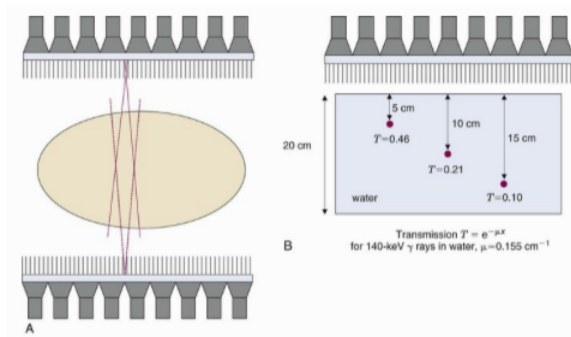 5 cm
10 cm
15 cm
20 cm
T=0.46
T=0.21
T=0.10
water
Transmission T = e⁻μx
for 140-keV γ rays in water, μ=0.155 cm⁻¹
B
A